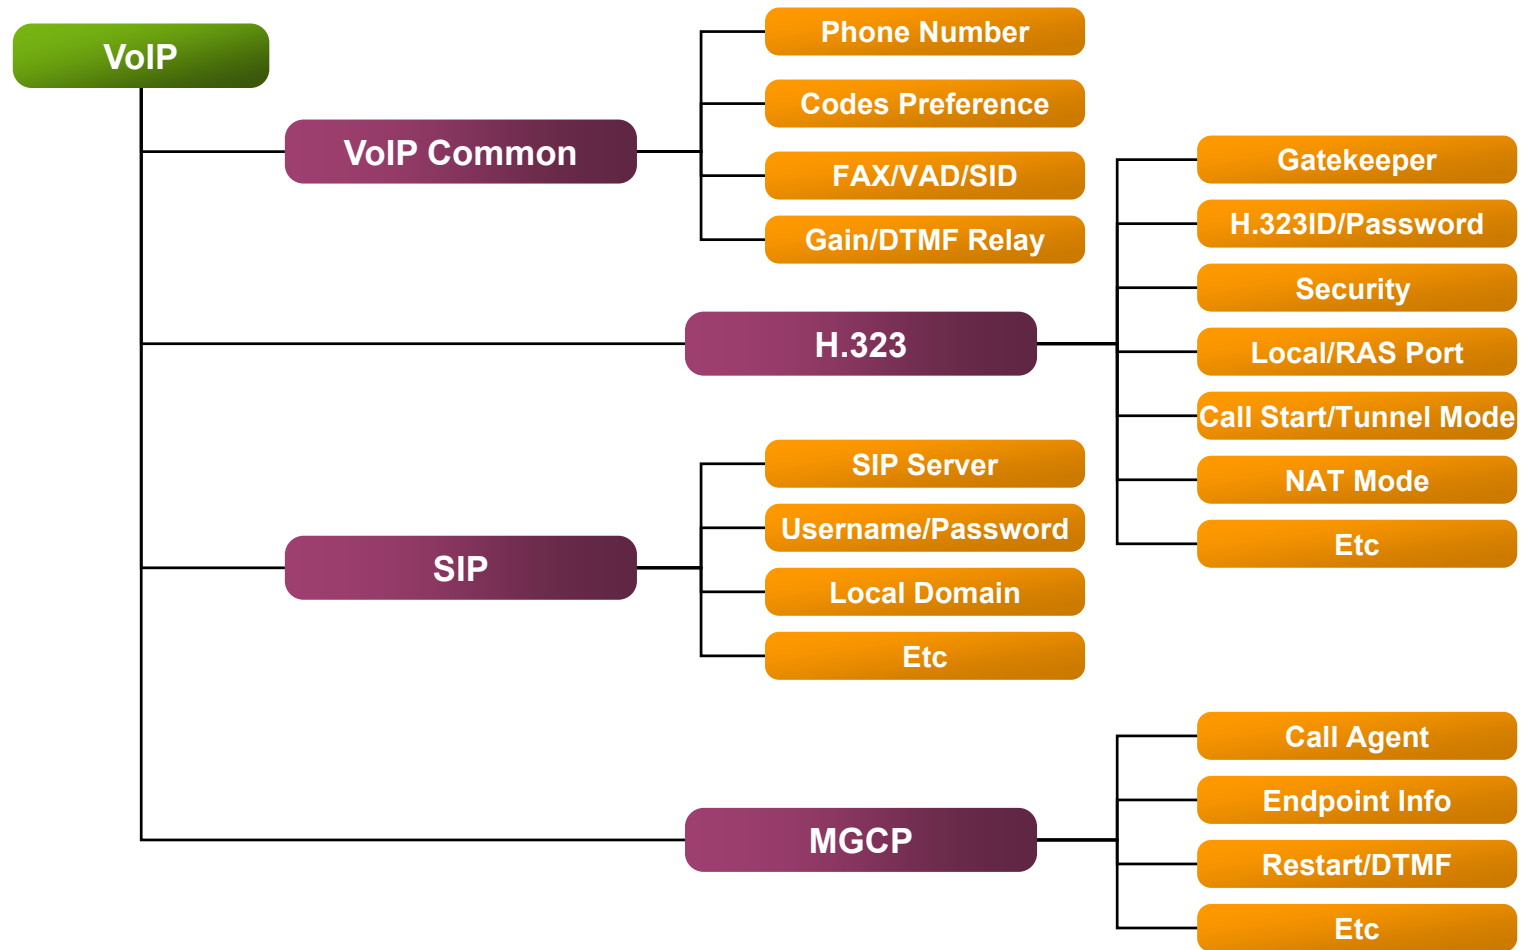 VoIP
VoIP Common
Phone Number
Codes Preference
FAX/VAD/SID
Gain/DTMF Relay
H.323
Gatekeeper
H.323ID/Password
Security
Local/RAS Port
Call Start/Tunnel Mode
NAT Mode
Etc
SIP
SIP Server
Username/Password
Local Domain
Etc
MGCP
Call Agent
Endpoint Info
Restart/DTMF
Etc